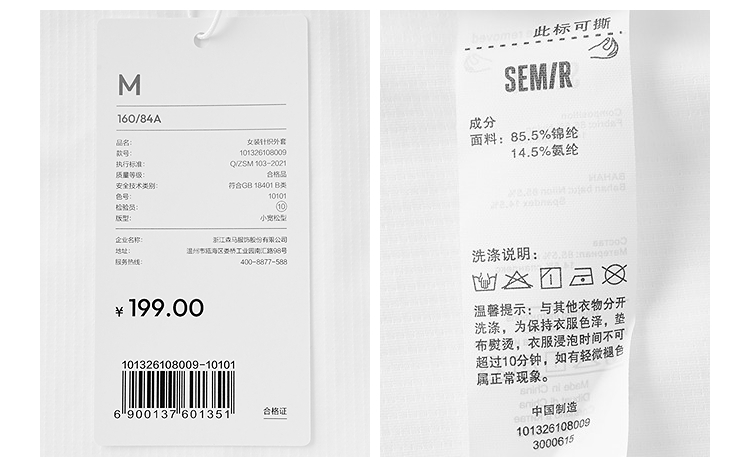 M
160/84A
品名: 女装针织外套
款号: 101326108009
执行标准: Q/ZSM 103-2021
质量等级: 合格品
安全技术类别: 符合GB 18401 B类
色号: 10101
检验员: 10
版型: 小宽松型
企业名称: 浙江森马服饰股份有限公司
地址: 温州市瓯海区娄桥工业园南汇路98号
服务热线: 400-8877-588
¥ 199.00
101326108009-10101
6 900137 601351
合格证
此标可撕
SEM/R
成分
面料: 85.5%锦纶
14.5%氨纶
洗涤说明:
温馨提示: 与其他衣物分开
洗涤, 为保持衣服色泽, 垫
布熨烫, 衣服浸泡时间不可
超过10分钟, 如有轻微褪色
属正常现象。
中国制造
101326108009
3000615